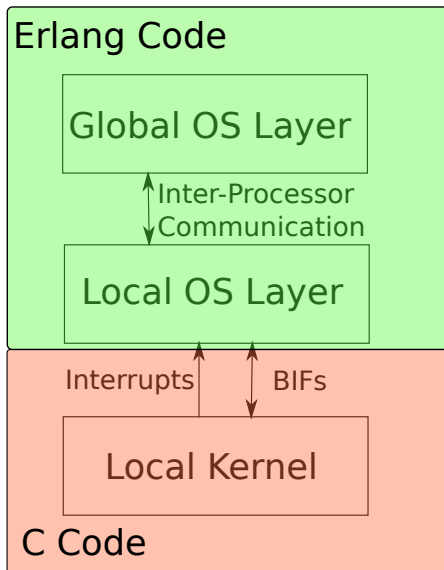 Erlang Code
Global OS Layer
Inter-Processor
Communication
Local OS Layer
Interrupts
BIFs
Local Kernel
C Code